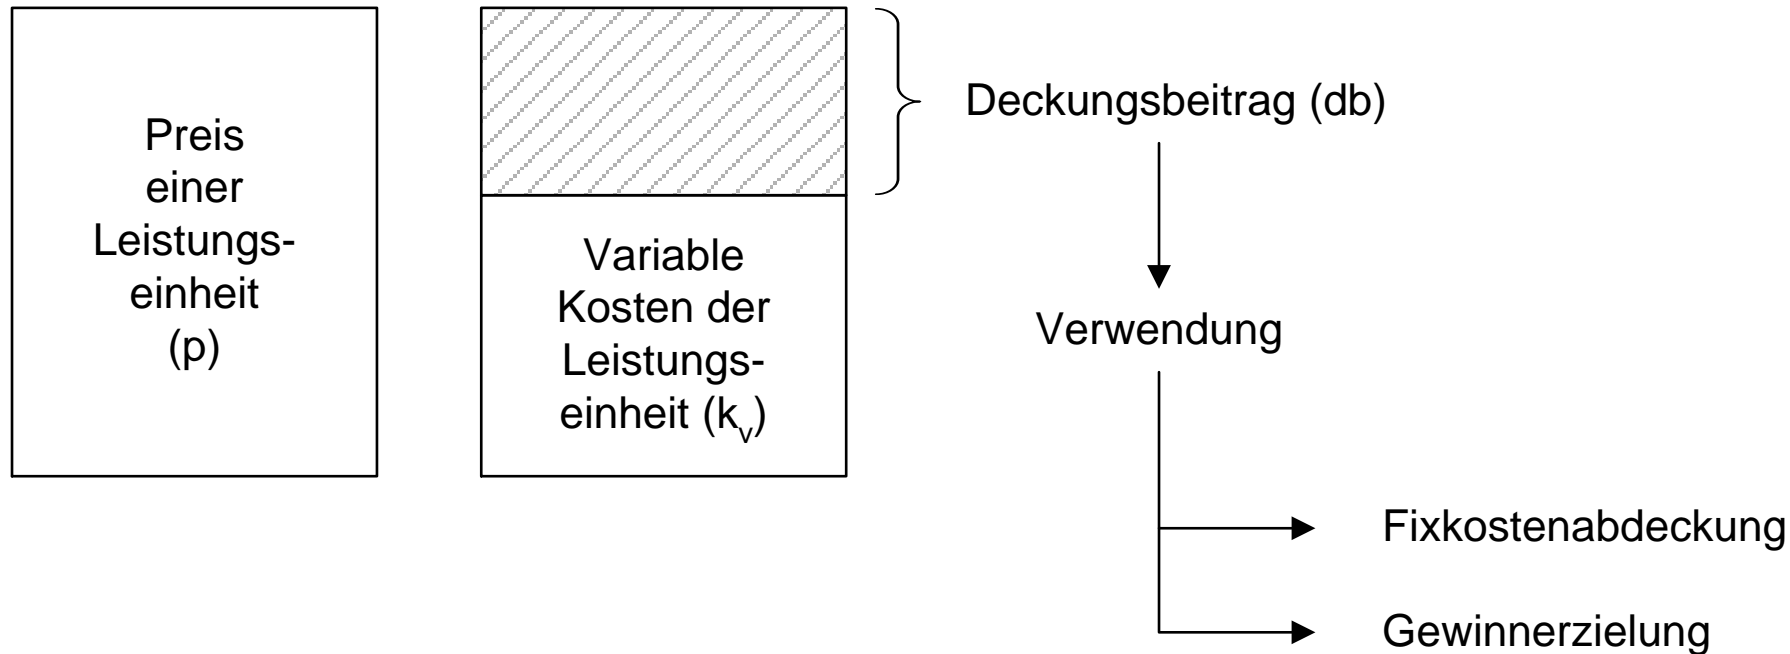 Preis
einer
Leistungs-
einheit
(p)
Variable
Kosten der
Leistungs-
einheit (kᵥ)
Deckungsbeitrag (db)
Verwendung
Fixkostenabdeckung
Gewinnerzielung